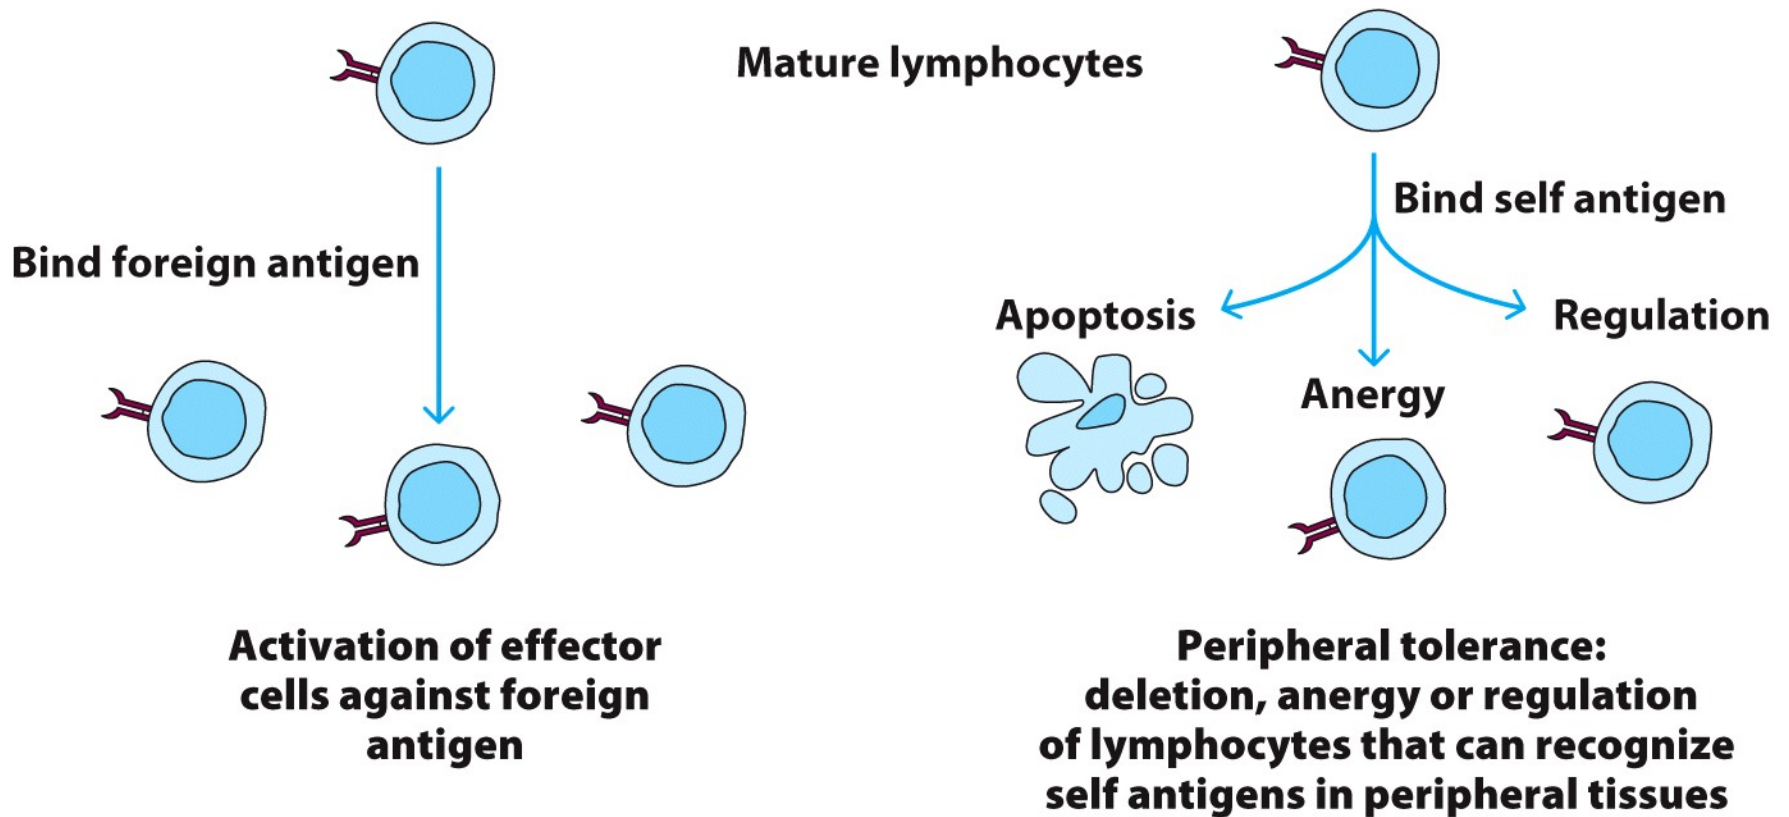 Mature lymphocytes
Bind foreign antigen
Activation of effector
cells against foreign
antigen
Bind self antigen
Apoptosis
Regulation
Anergy
Peripheral tolerance:
deletion, anergy or regulation
of lymphocytes that can recognize
self antigens in peripheral tissues